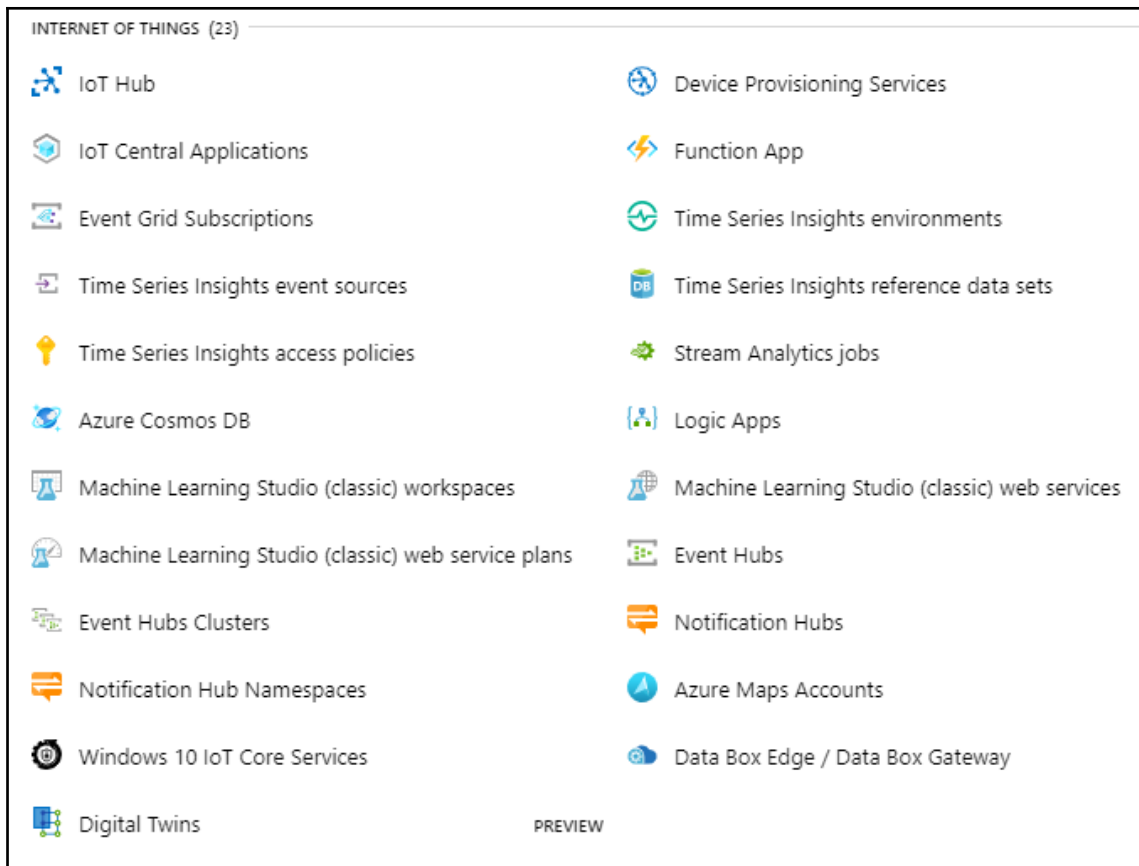 INTERNET OF THINGS (23)
IoT Hub
Device Provisioning Services
IoT Central Applications
Function App
Event Grid Subscriptions
Time Series Insights environments
Time Series Insights event sources
DB
Time Series Insights reference data sets
Time Series Insights access policies
Stream Analytics jobs
Azure Cosmos DB
Logic Apps
Machine Learning Studio (classic) workspaces
Machine Learning Studio (classic) web services
Machine Learning Studio (classic) web service plans
Event Hubs
Event Hubs Clusters
Notification Hubs
Notification Hub Namespaces
Azure Maps Accounts
Windows 10 IoT Core Services
Data Box Edge / Data Box Gateway
Digital Twins
PREVIEW